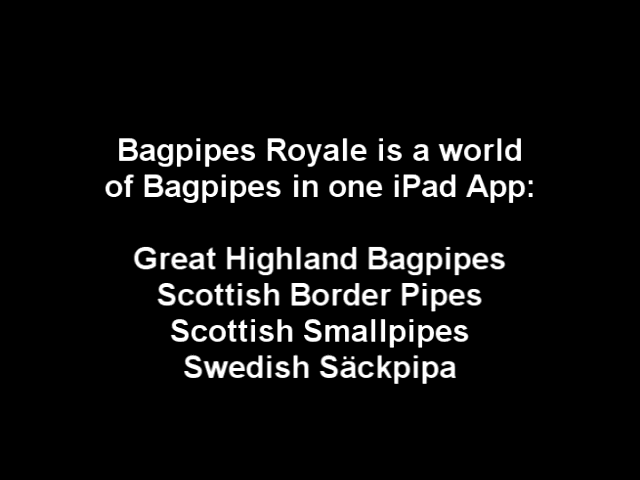 Bagpipes Royale is a world
of Bagpipes in one iPad App:
Great Highland Bagpipes
Scottish Border Pipes
Scottish Smallpipes
Swedish Säckpipa